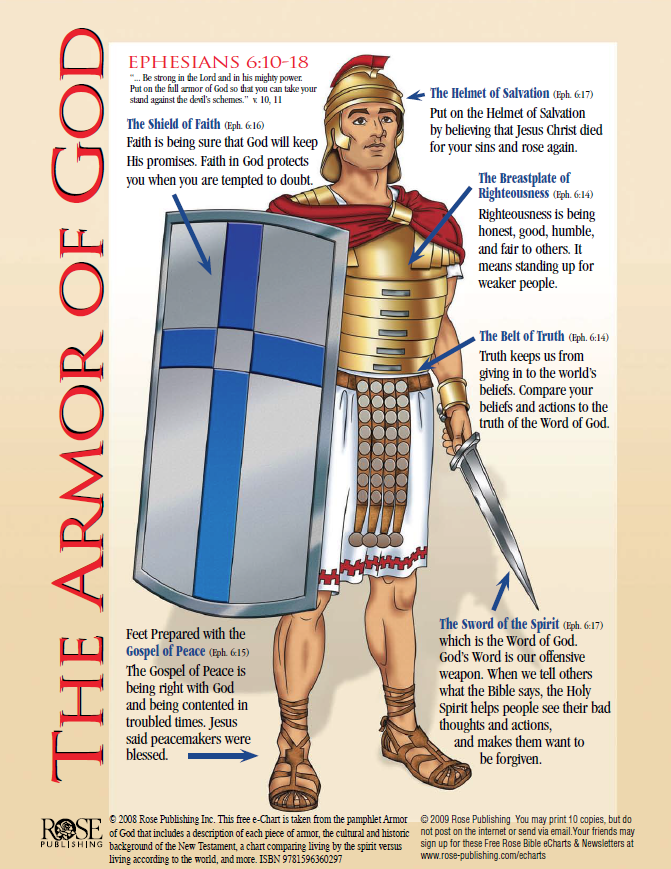 THE ARMOR OF GOD
EPHESIANS 6:10-18
"... Be strong in the Lord and in his mighty power.
Put on the full armor of God so that you can take your
stand against the devil's schemes." v. 10, 11
The Shield of Faith (Eph. 6:16)
Faith is being sure that God will keep
His promises. Faith in God protects
you when you are tempted to doubt.
The Helmet of Salvation (Eph. 6:17)
Put on the Helmet of Salvation
by believing that Jesus Christ died
for your sins and rose again.
The Breastplate of
Righteousness (Eph. 6:14)
Righteousness is being
honest, good, humble,
and fair to others. It
means standing up for
weaker people.
The Belt of Truth (Eph. 6:14)
Truth keeps us from
giving in to the world's
beliefs. Compare your
beliefs and actions to the
truth of the Word of God.
Feet Prepared with the
Gospel of Peace (Eph. 6:15)
The Gospel of Peace is
being right with God
and being contented in
troubled times. Jesus
said peacemakers were
blessed.
The Sword of the Spirit (Eph. 6:17)
which is the Word of God.
God's Word is our offensive
weapon. When we tell others
what the Bible says, the Holy
Spirit helps people see their bad
thoughts and actions,
and makes them want to
be forgiven.
ROSE
PUBLISHING
© 2008 Rose Publishing Inc. This free e-Chart is taken from the pamphlet Armor
of God that includes a description of each piece of armor, the cultural and historic
background of the New Testament, a chart comparing living by the spirit versus
living according to the world, and more. ISBN 9781596360297
© 2009 Rose Publishing You may print 10 copies, but do
not post on the internet or send via email.Your friends may
sign up for these Free Rose Bible eCharts & Newsletters at
www.rose-publishing.com/echarts